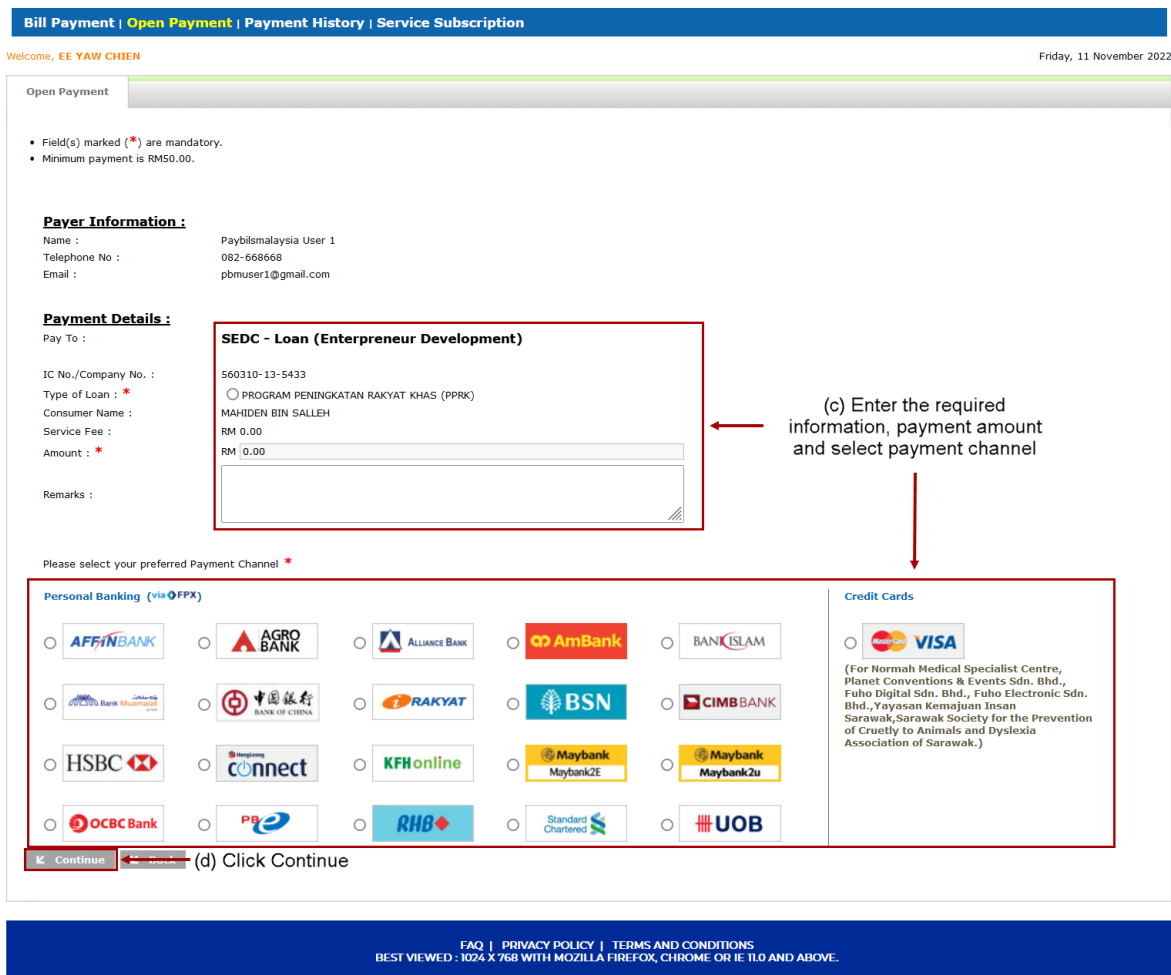 Bill Payment | Open Payment | Payment History | Service Subscription
Welcome, EE YAW CHIEN
Friday, 11 November 2022
Open Payment
• Field(s) marked (*) are mandatory.
• Minimum payment is RM50.00.
Payer Information :
Name : Paybilsmalaysia User 1
Telephone No : 082-668668
Email : pbmuser1@gmail.com
Payment Details :
Pay To : SEDC - Loan (Enterpreneur Development)
IC No./Company No. : 560310-13-5433
Type of Loan : * PROGRAM PENINGKATAN RAKYAT KHAS (PPRK)
Consumer Name : MAHIDEN BIN SALLEH
Service Fee : RM 0.00
Amount : * RM 0.00
Remarks :
(c) Enter the required
information, payment amount
and select payment channel
Please select your preferred Payment Channel *
Personal Banking (via FPX)
AFFINBANK
AGRO
BANK
ALLIANCE BANK
AmBank
BANK ISLAM
Bank Muamalat
中国银行
BANK OF CHINA
i RAKYAT
BSN
CIMB BANK
HSBC
HongLeong
connect
KFH online
Maybank
Maybank2E
Maybank
Maybank2u
OCBC Bank
PB e
RHB
Standard
Chartered
UOB
Credit Cards
MasterCard VISA
(For Normah Medical Specialist Centre,
Planet Conventions & Events Sdn. Bhd.,
Fuho Digital Sdn. Bhd., Fuho Electronic Sdn.
Bhd.,Yayasan Kemajuan Insan
Sarawak,Sarawak Society for the Prevention
of Cruetly to Animals and Dyslexia
Association of Sarawak.)
Continue
Back
(d) Click Continue
FAQ | PRIVACY POLICY | TERMS AND CONDITIONS
BEST VIEWED : 1024 X 768 WITH MOZILLA FIREFOX, CHROME OR IE 11.0 AND ABOVE.